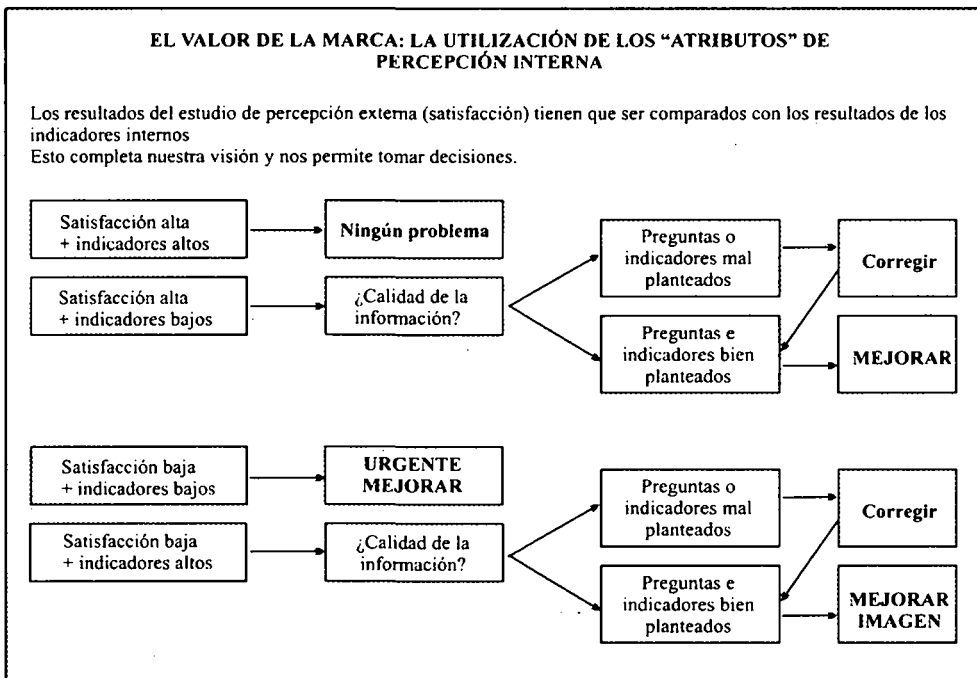 EL VALOR DE LA MARCA: LA UTILIZACIÓN DE LOS “ATRIBUTOS” DE
PERCEPCIÓN INTERNA
Los resultados del estudio de percepción externa (satisfacción) tienen que ser comparados con los resultados de los
indicadores internos
Esto completa nuestra visión y nos permite tomar decisiones.
Satisfacción alta
+ indicadores altos
Ningún problema
Satisfacción alta
+ indicadores bajos
¿Calidad de la
información?
Preguntas o
indicadores mal
planteados
Corregir
Preguntas e
indicadores bien
planteados
MEJORAR
Satisfacción baja
+ indicadores bajos
URGENTE
MEJORAR
Satisfacción baja
+ indicadores altos
¿Calidad de la
información?
Preguntas o
indicadores mal
planteados
Corregir
Preguntas e
indicadores bien
planteados
MEJORAR
IMAGEN